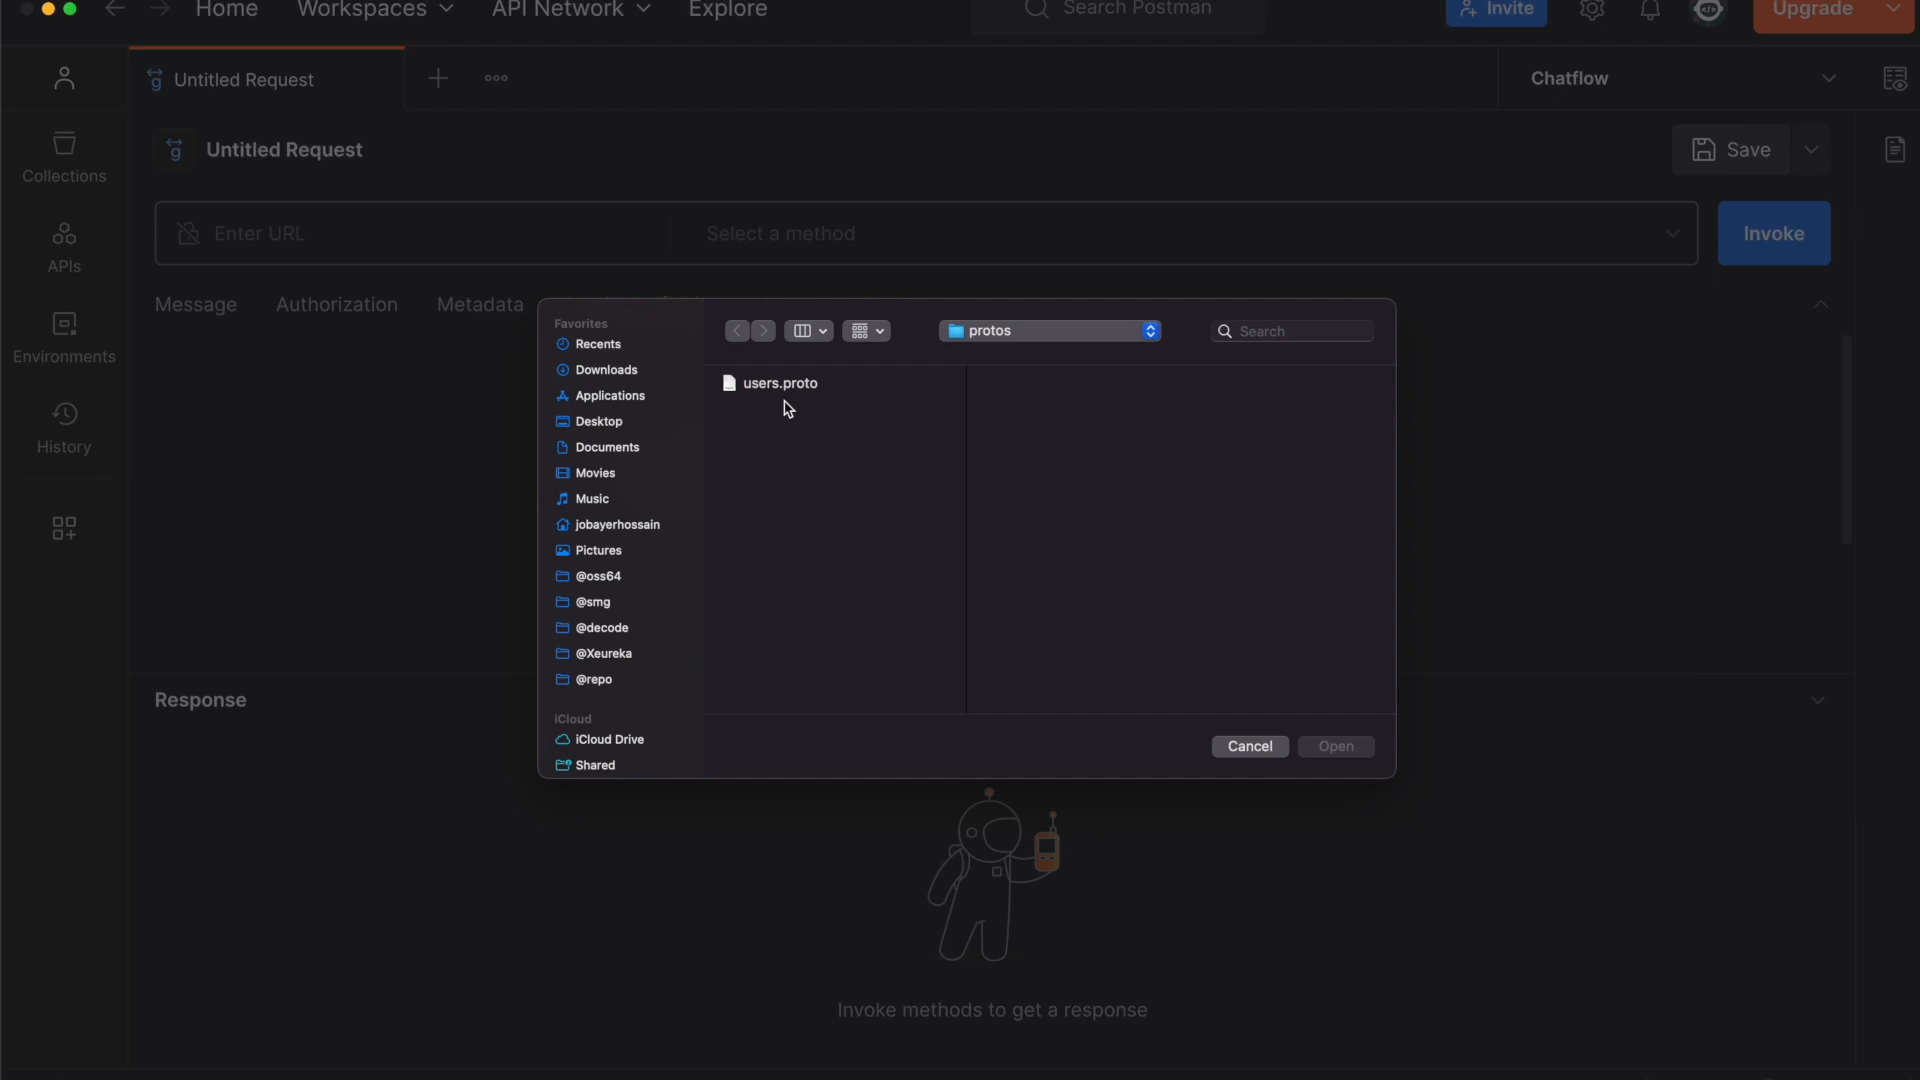 Home Workspaces API Network Explore Search Postman Invite Upgrade
Untitled Request Chatflow
Untitled Request Save
Collections
Enter URL Select a method Invoke
APIs
Message Authorization Metadata
Environments
History
Favorites
Recents
Downloads
Applications
Desktop
Documents
Movies
Music
jobayerhossain
Pictures
@oss64
@smg
@decode
@Xeureka
@repo
iCloud
iCloud Drive
Shared
protos Search
users.proto
Cancel Open
Response
Invoke methods to get a response